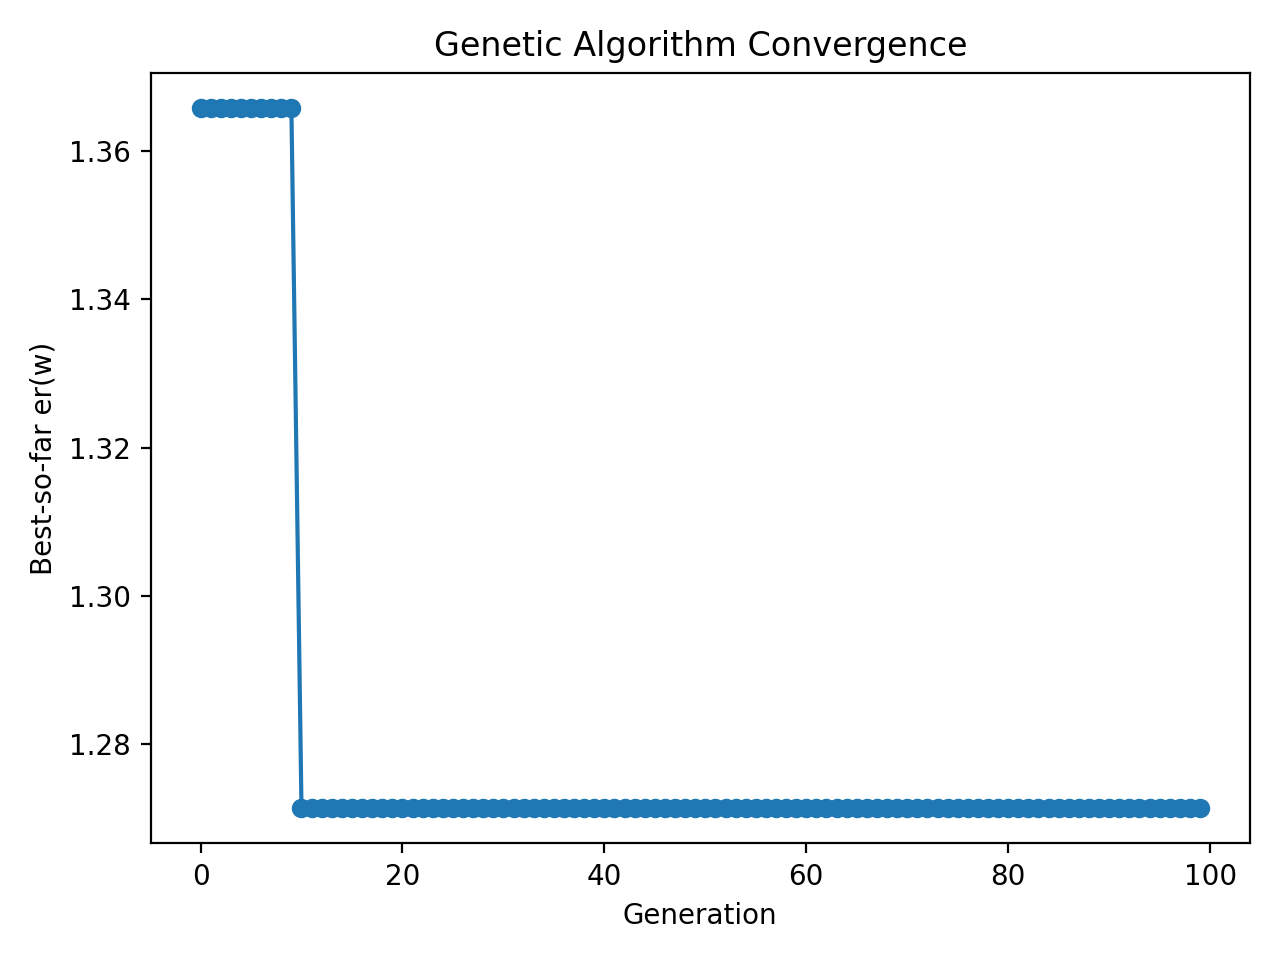 Genetic Algorithm Convergence
Best-so-far er(w)
1.36
1.34
1.32
1.30
1.28
0 20 40 60 80 100
Generation